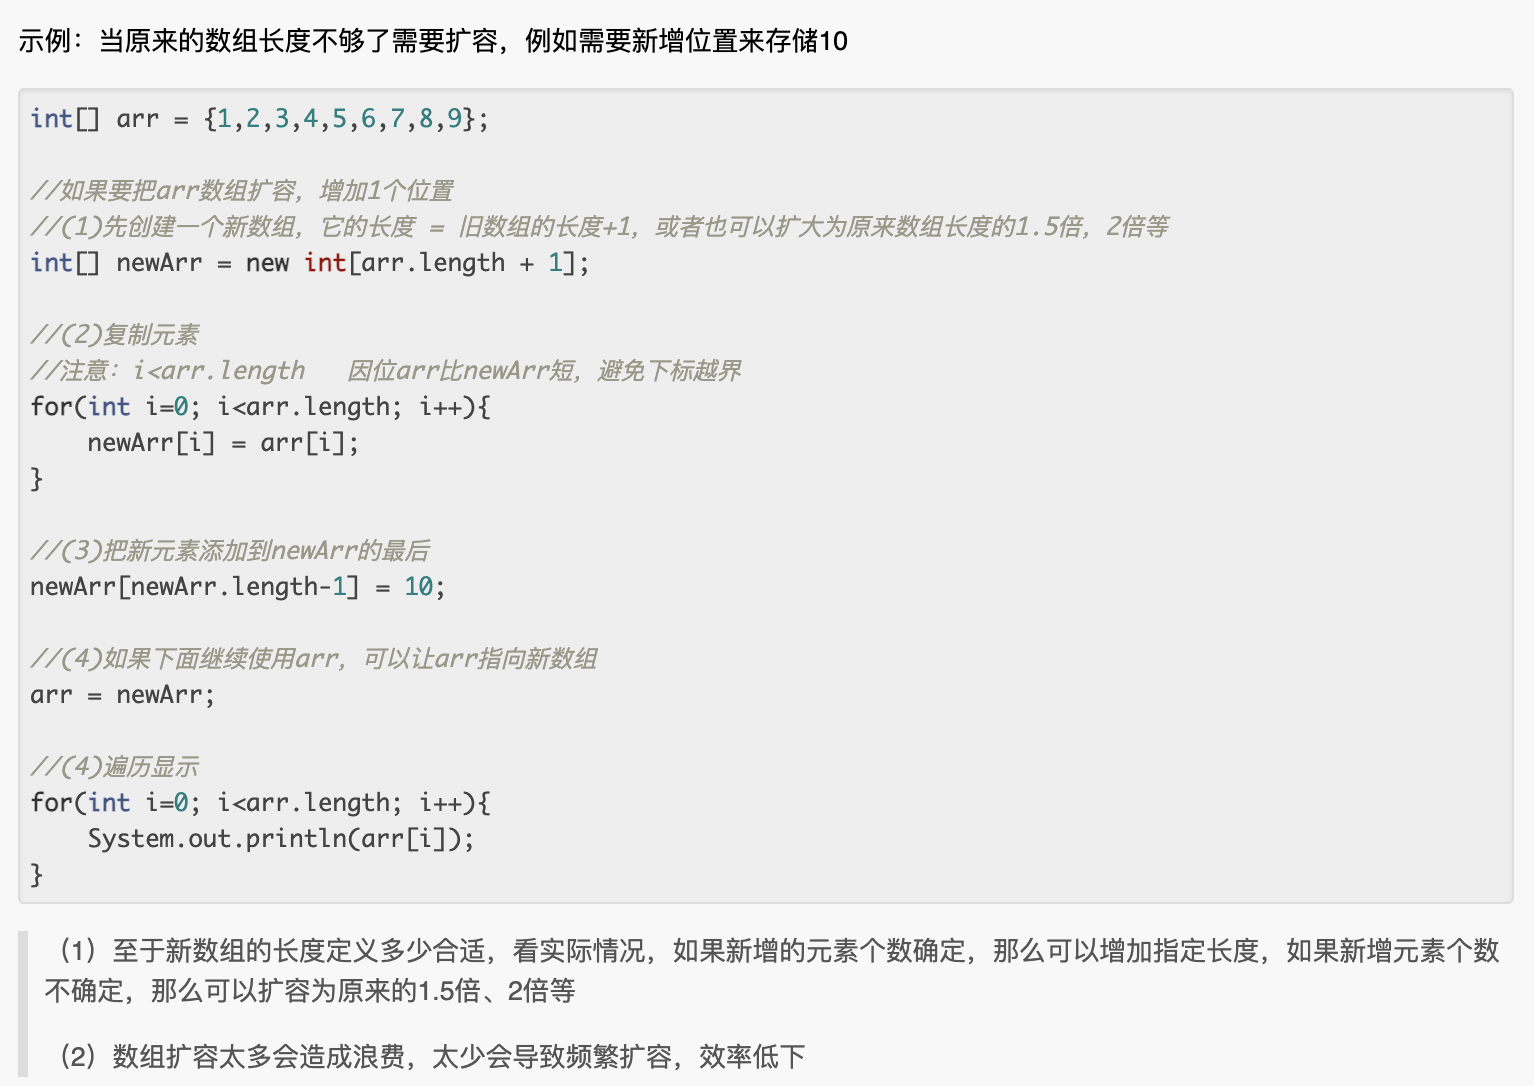 示例：当原来的数组长度不够了需要扩容，例如需要新增位置来存储10
int[] arr = {1,2,3,4,5,6,7,8,9};
//如果要把arr数组扩容，增加1个位置
//(1)先创建一个新数组，它的长度 = 旧数组的长度+1，或者也可以扩大为原来数组长度的1.5倍，2倍等
int[] newArr = new int[arr.length + 1];
//(2)复制元素
//注意：i<arr.length   因位arr比newArr短，避免下标越界
for(int i=0; i<arr.length; i++){
    newArr[i] = arr[i];
}
//(3)把新元素添加到newArr的最后
newArr[newArr.length-1] = 10;
//(4)如果下面继续使用arr，可以让arr指向新数组
arr = newArr;
//(4)遍历显示
for(int i=0; i<arr.length; i++){
    System.out.println(arr[i]);
}
（1）至于新数组的长度定义多少合适，看实际情况，如果新增的元素个数确定，那么可以增加指定长度，如果新增元素个数
不确定，那么可以扩容为原来的1.5倍、2倍等
（2）数组扩容太多会造成浪费，太少会导致频繁扩容，效率低下